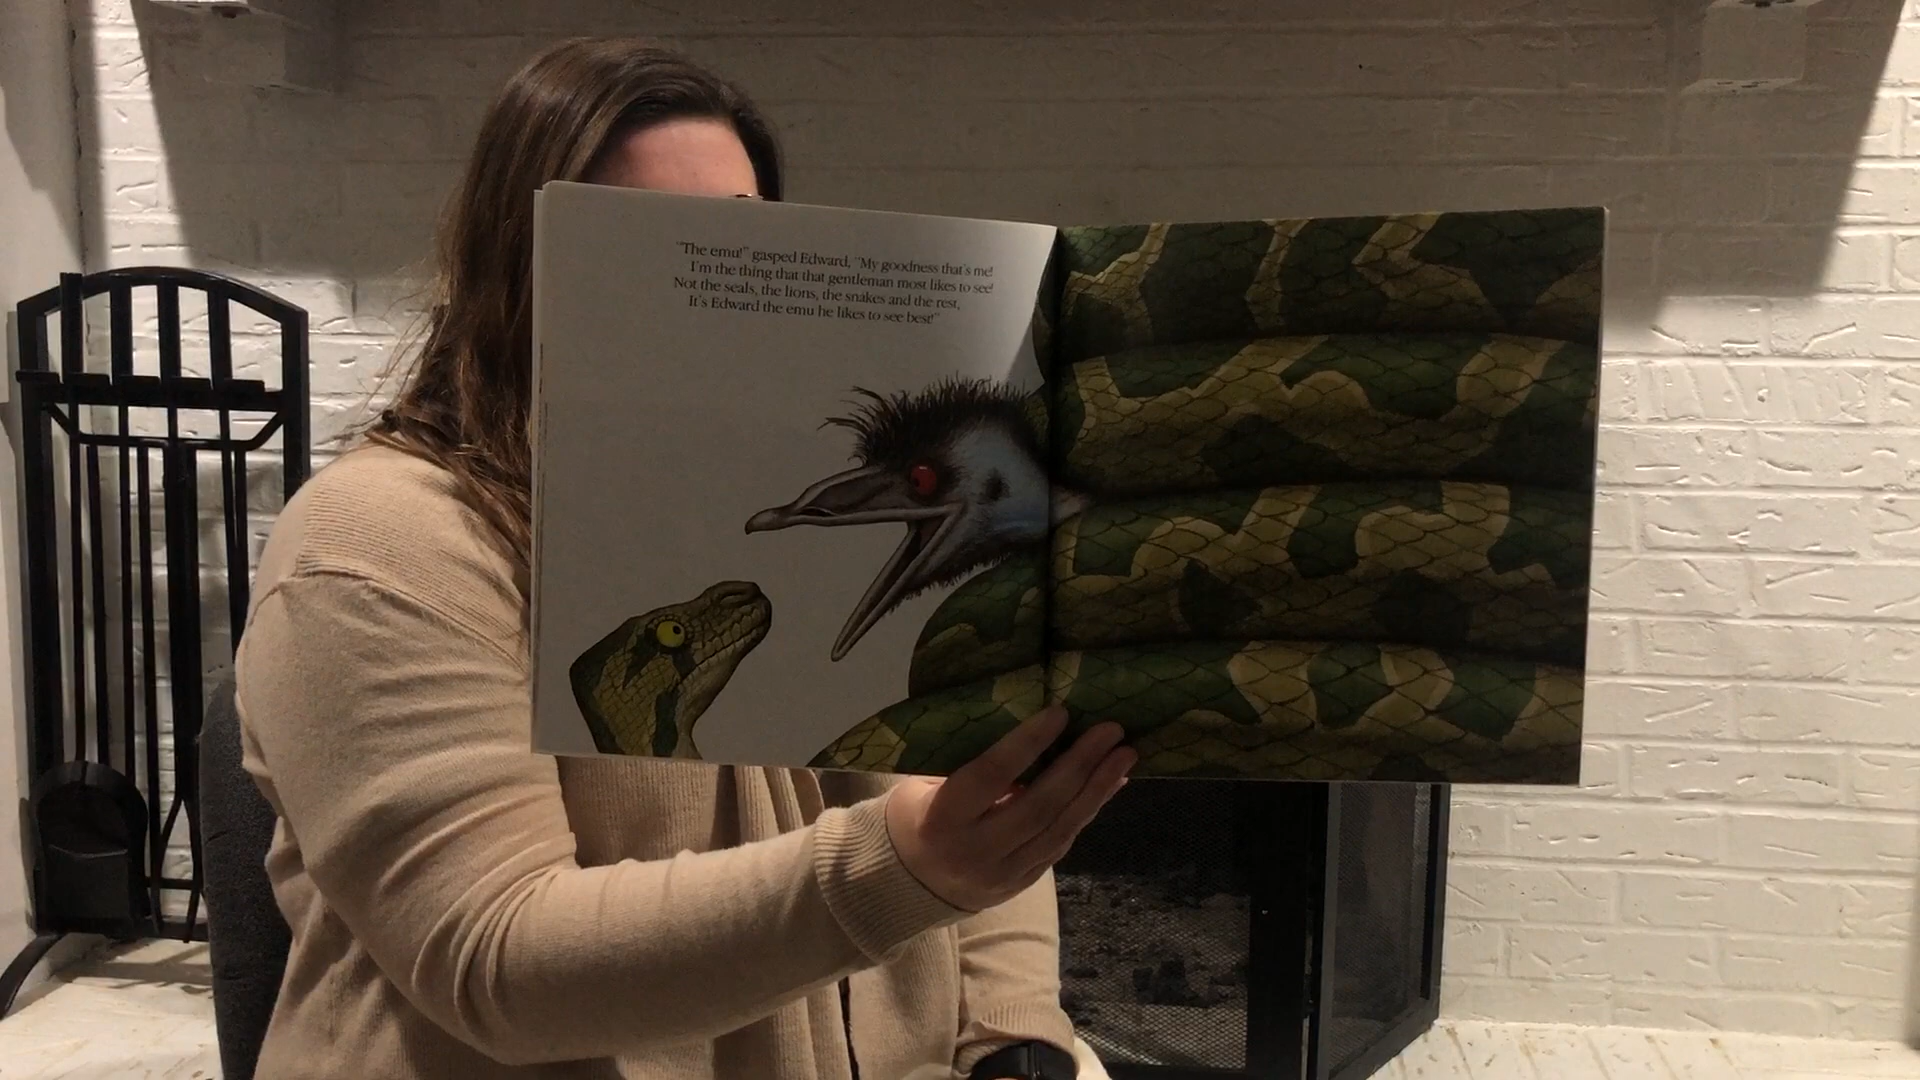 "The emu!" gasped Edward, "My goodness that's me!
I'm the thing that that gentleman most likes to see!
Not the seals, the lions, the snakes and the rest,
It's Edward the emu he likes to see best!"